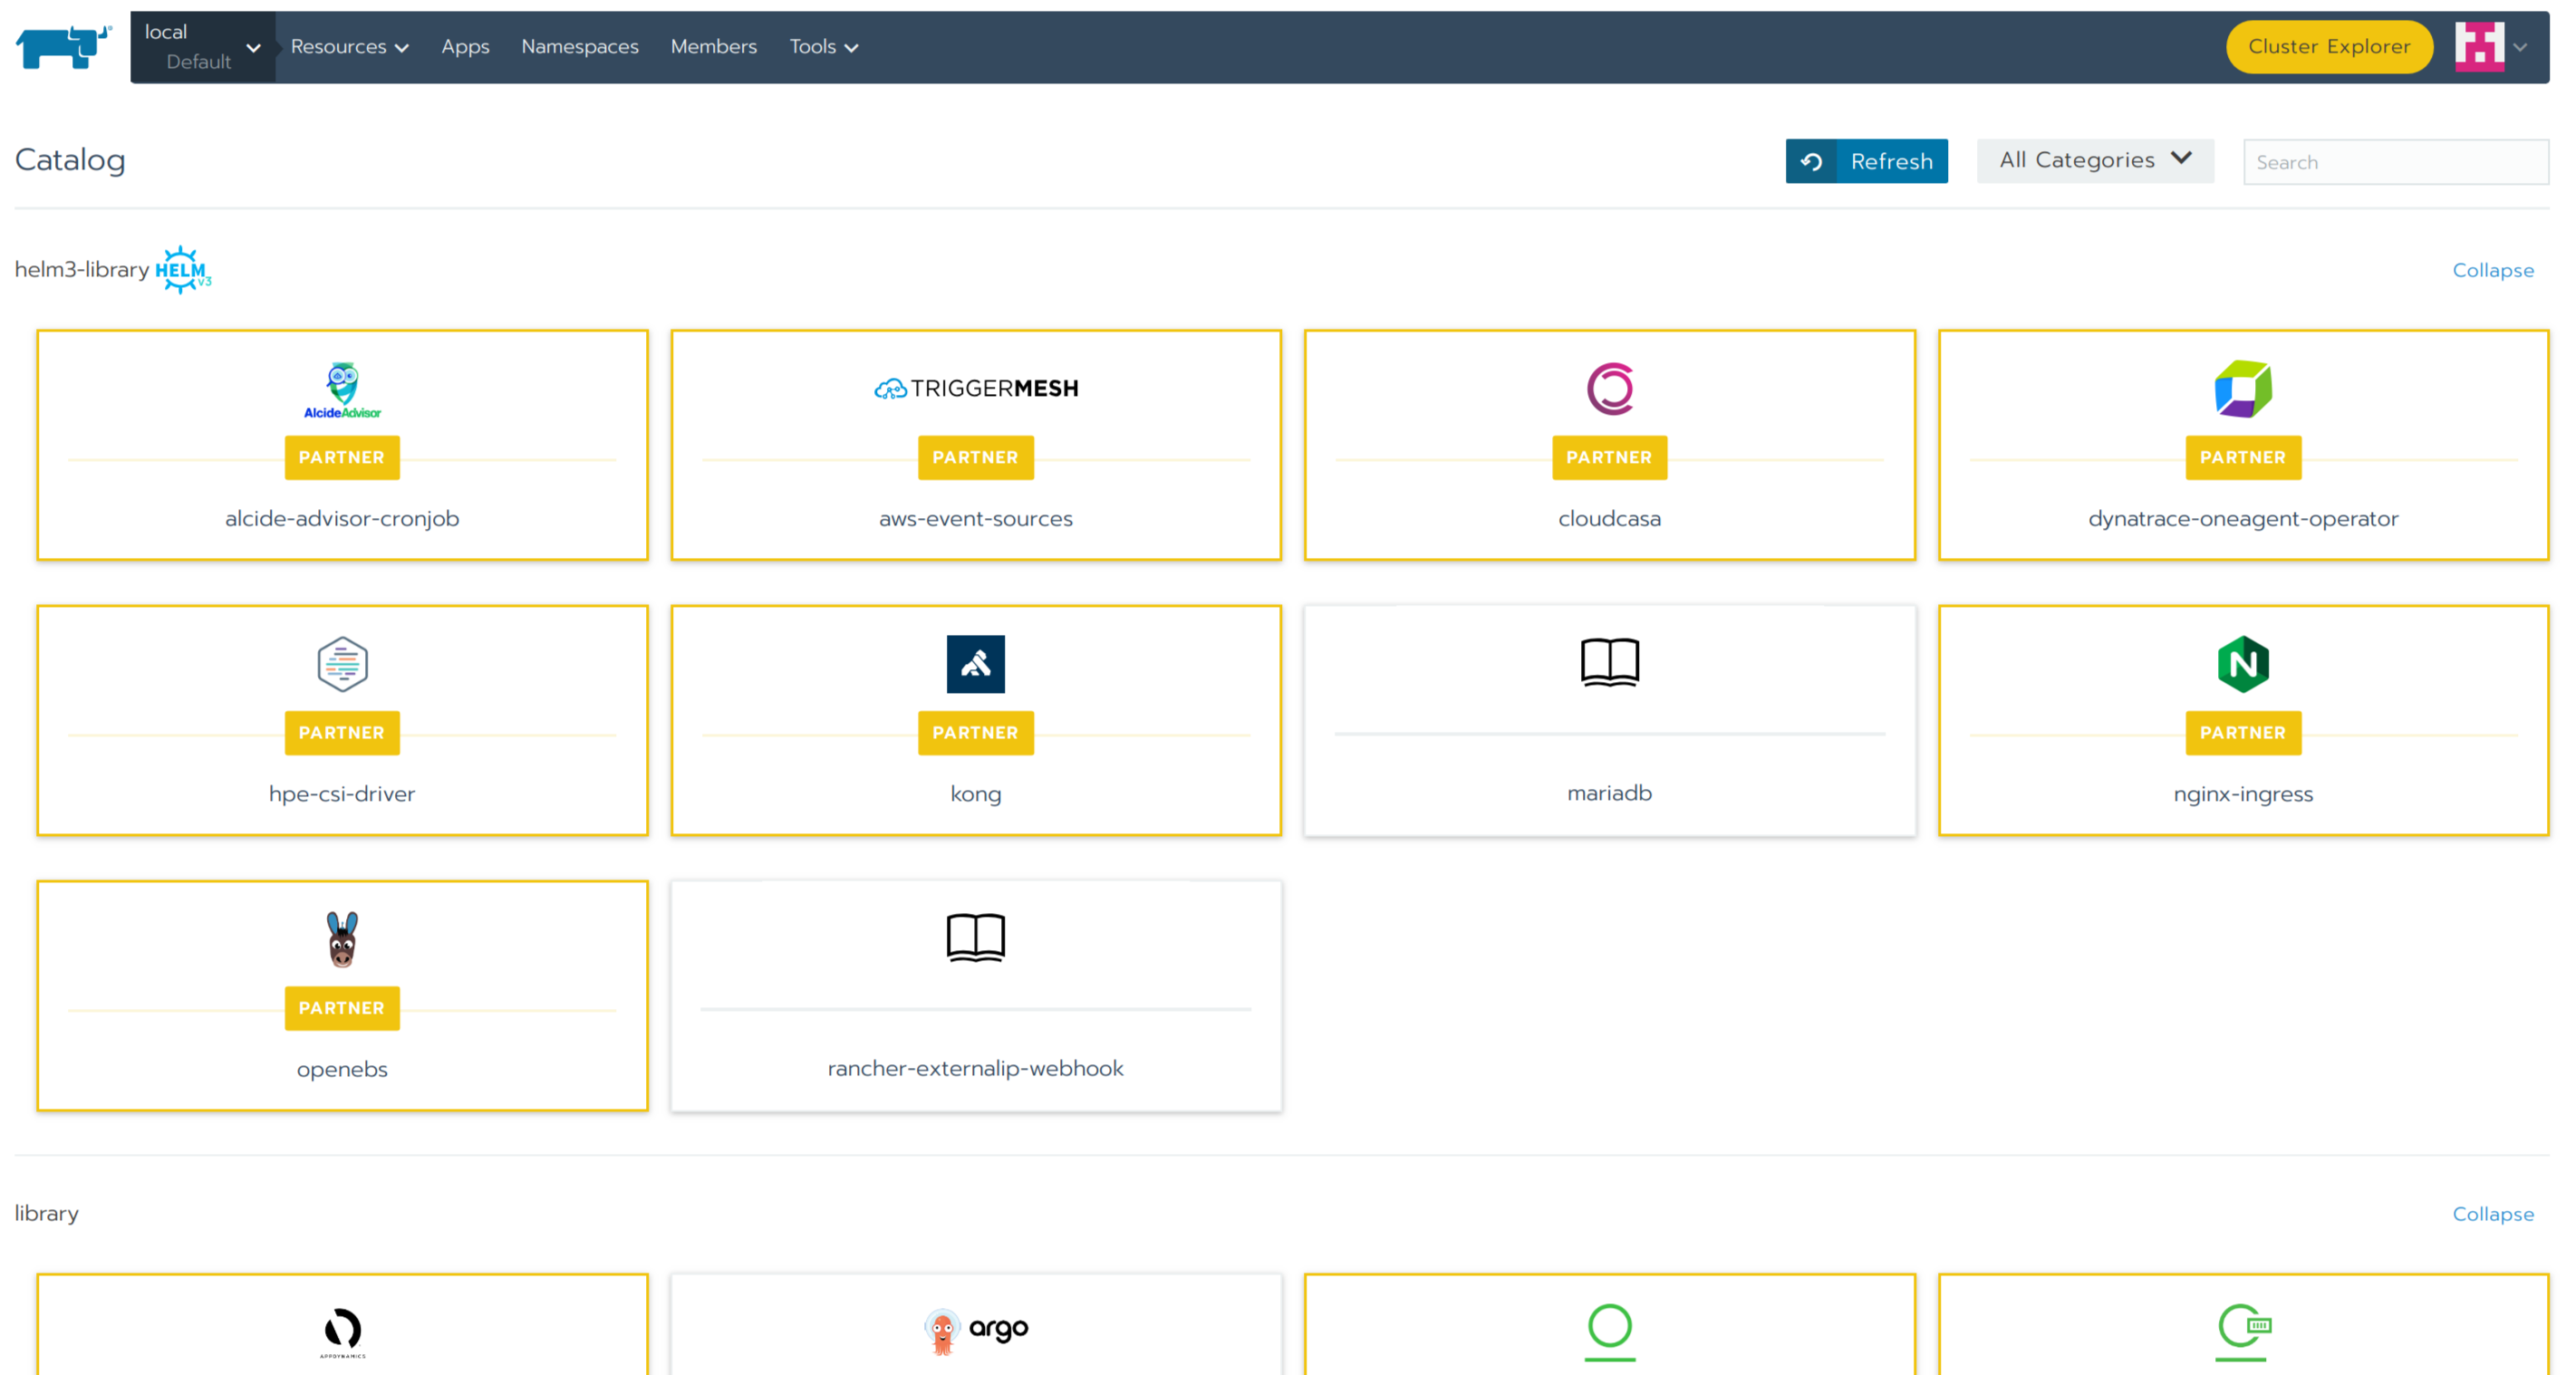 local
Default
Resources
Apps
Namespaces
Members
Tools
Cluster Explorer
Catalog
Refresh
All Categories
Search
helm3-library
HELM
v3
Collapse
AlcideAdvisor
TRIGGERMESH
PARTNER
PARTNER
PARTNER
PARTNER
alcide-advisor-cronjob
aws-event-sources
cloudcasa
dynatrace-oneagent-operator
N
PARTNER
PARTNER
PARTNER
hpe-csi-driver
kong
mariadb
nginx-ingress
PARTNER
openebs
rancher-externalip-webhook
library
Collapse
APPDYNAMICS
argo